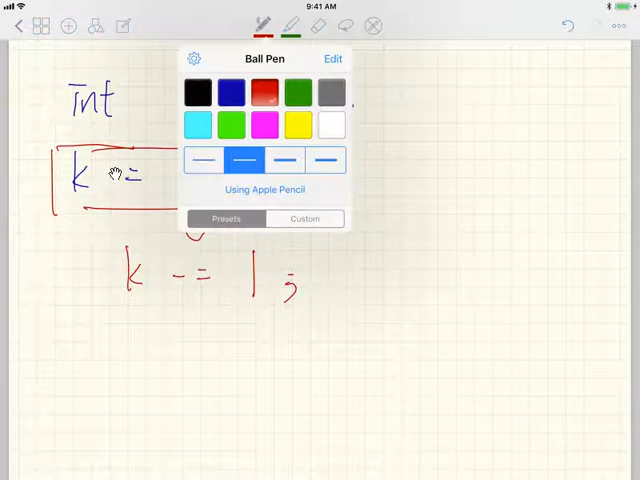 9:41 AM
Ball Pen
Edit
int
k =
Using Apple Pencil
Presets
Custom
k -= 1 ;